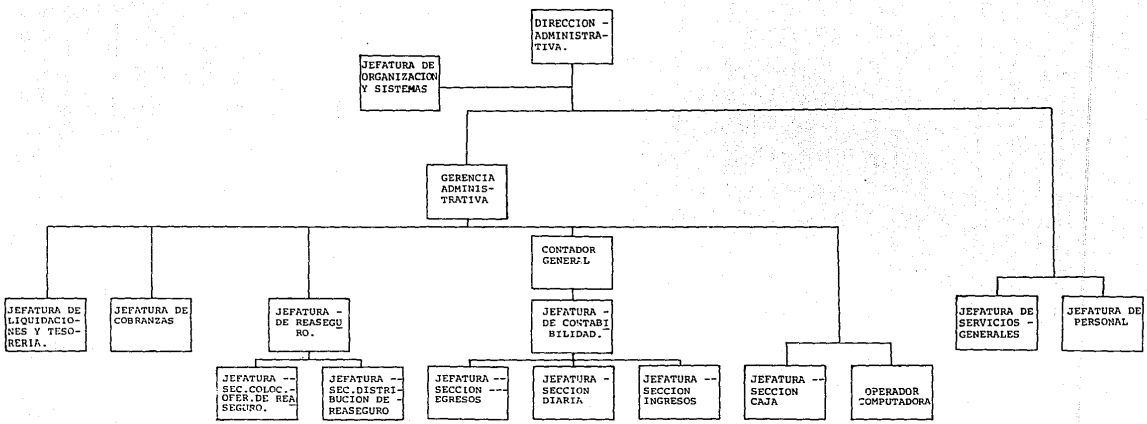 DIRECCION -
ADMINISTRA-
TIVA.
JEFATURA DE
ORGANIZACION
Y SISTEMAS
GERENCIA
ADMINIS-
TRATIVA
CONTADOR
GENERAL
JEFATURA DE
LIQUIDACIO-
NES Y TESO-
RERIA.
JEFATURA DE
COBRANZAS
JEFATURA -
DE REASEGU
RO.
JEFATURA -
DE CONTABI
BILIDAD.
JEFATURA DE
SERVICIOS -
GENERALES
JEFATURA DE
PERSONAL
JEFATURA --
SEC.COLOC.-
OFER.DE REA
SEGURO.
JEFATURA --
SEC.DISTRI-
BUCION DE -
REASEGURO
JEFATURA --
SECCION ---
EGRESOS
JEFATURA -
SECCION
DIARIA
JEFATURA --
SECCION
INGRESOS
JEFATURA --
SECCION
CAJA
OPERADOR
COMPUTADORA